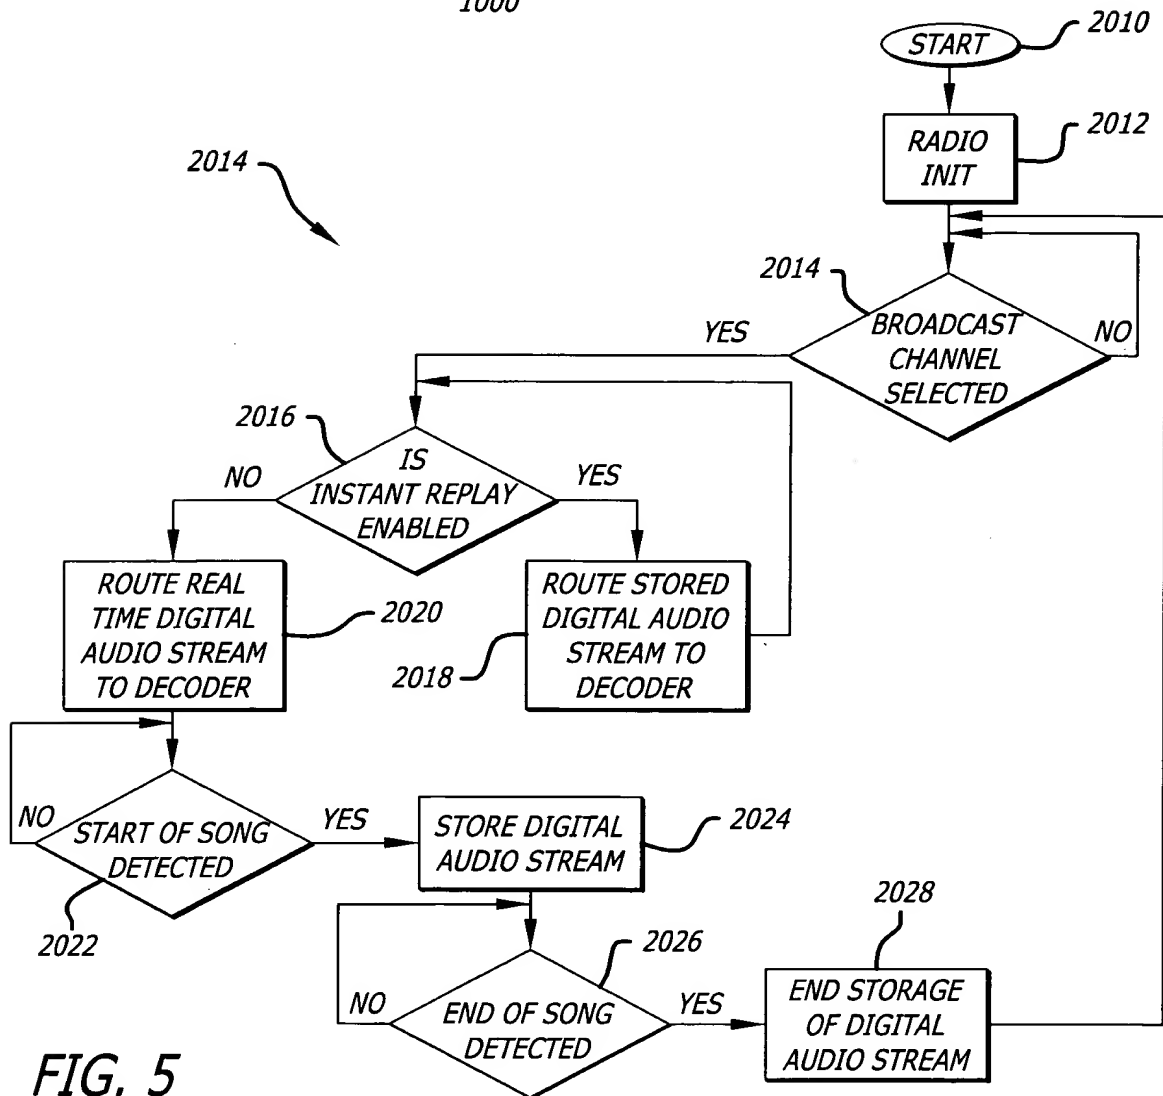 1000
START
2010
RADIO
INIT
2012
2014
2014
BROADCAST
CHANNEL
SELECTED
YES
NO
2016
IS
INSTANT REPLAY
ENABLED
NO
YES
ROUTE REAL
TIME DIGITAL
AUDIO STREAM
TO DECODER
2020
ROUTE STORED
DIGITAL AUDIO
STREAM TO
DECODER
2018
START OF SONG
DETECTED
NO
YES
2022
STORE DIGITAL
AUDIO STREAM
2024
END OF SONG
DETECTED
2026
NO
YES
END STORAGE
OF DIGITAL
AUDIO STREAM
2028
FIG. 5